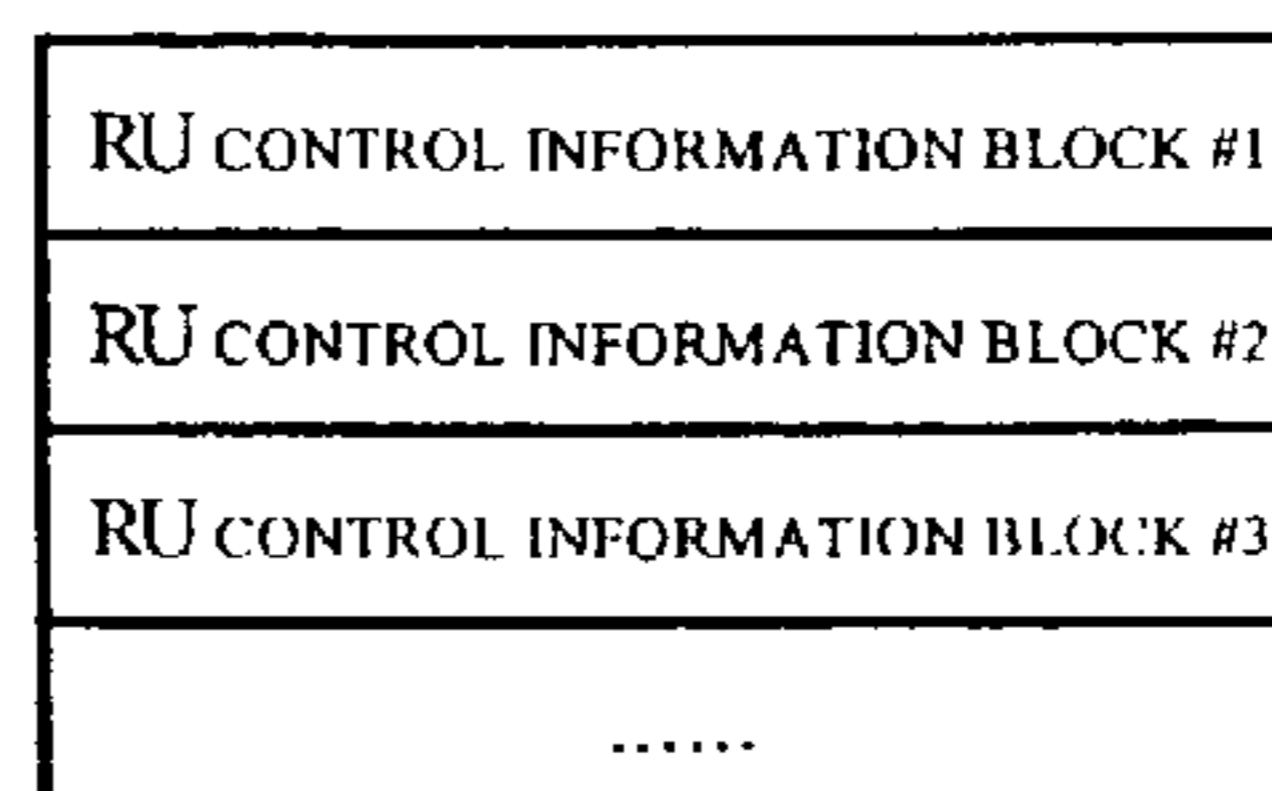 RU CONTROL INFORMATION BLOCK #1
RU CONTROL INFORMATION BLOCK #2
RU CONTROL INFORMATION BLOCK #3
......